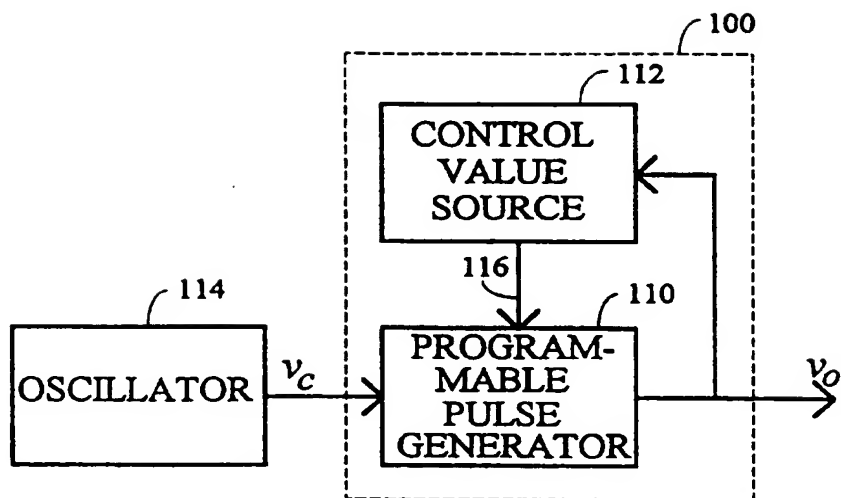 100
112
CONTROL
VALUE
SOURCE
116
110
114
OSCILLATOR
v_C
PROGRAM-
MABLE
PULSE
GENERATOR
v_O